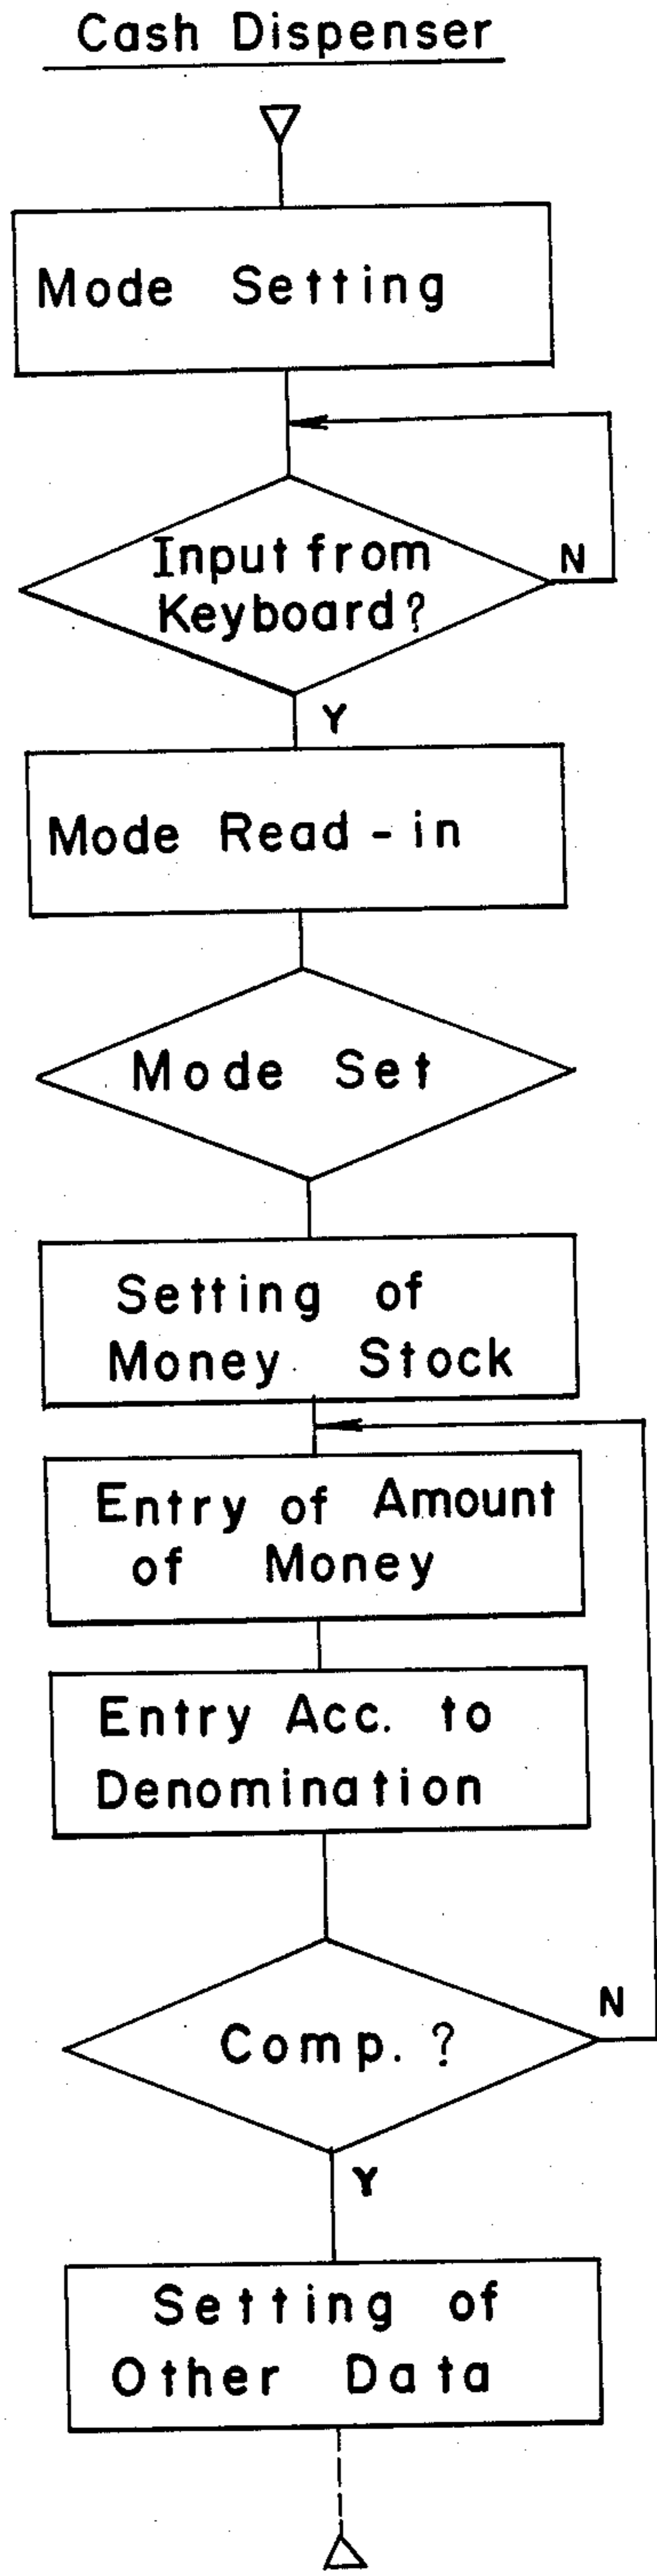 Cash Dispenser
Mode Setting
Input from
Keyboard?
N
Y
Mode Read-in
Mode Set
Setting of
Money Stock
Entry of Amount
of Money
Entry Acc. to
Denomination
N
Comp. ?
Y
Setting of
Other Data